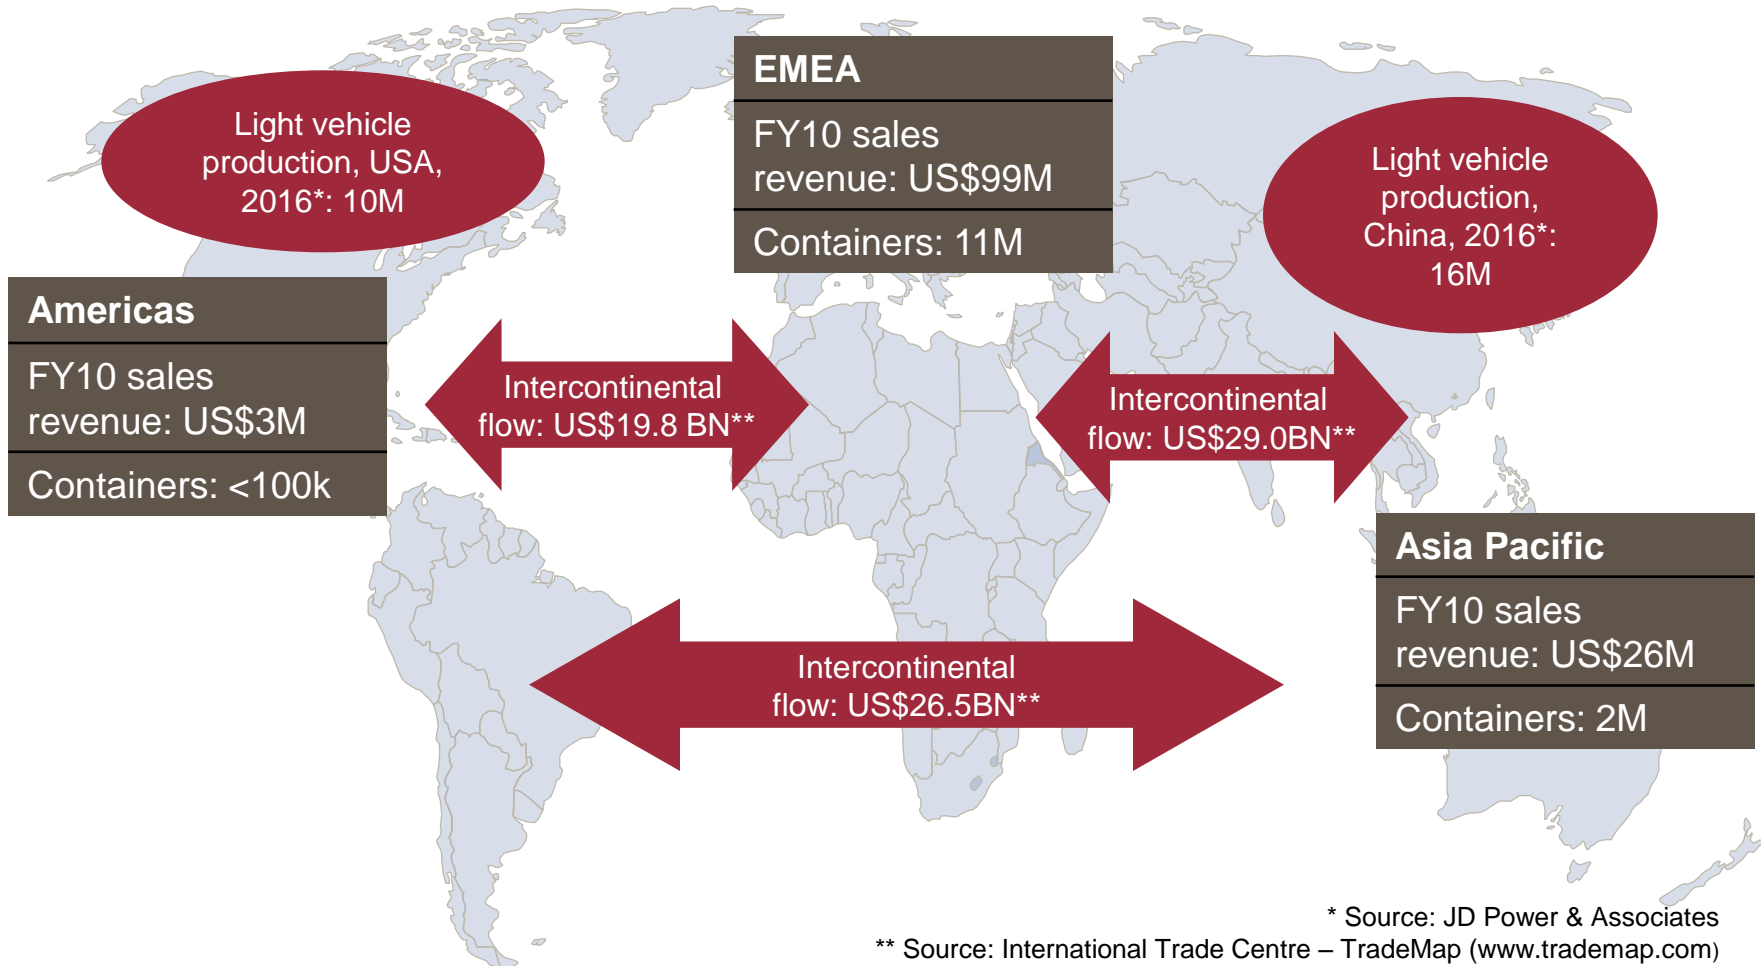 Light vehicle
production, USA,
2016*: 10M
EMEA
FY10 sales
revenue: US$99M
Containers: 11M
Light vehicle
production,
China, 2016*:
16M
Americas
FY10 sales
revenue: US$3M
Containers: <100k
Intercontinental
flow: US$19.8 BN**
Intercontinental
flow: US$29.0BN**
Asia Pacific
FY10 sales
revenue: US$26M
Containers: 2M
Intercontinental
flow: US$26.5BN**
* Source: JD Power & Associates
** Source: International Trade Centre – TradeMap (www.trademap.com)